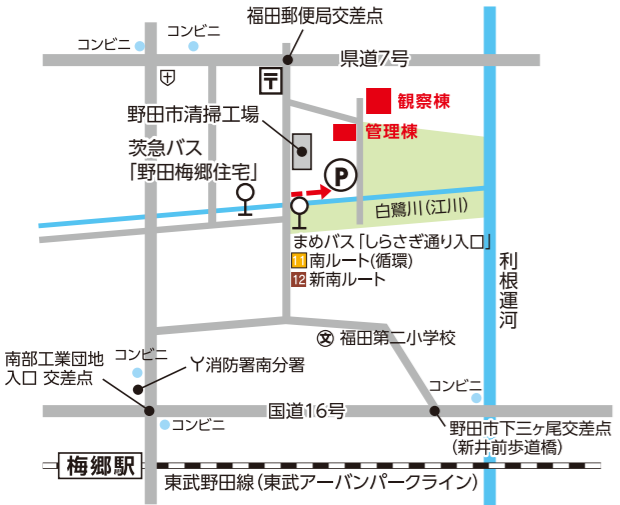 福田郵便局交差点
コンビニ
コンビニ
県道7号
〒
観察棟
野田市清掃工場
管理棟
茨急バス
「野田梅郷住宅」
P
白鷺川（江川）
まめバス「しらさぎ通り入口」
11 南ルート(循環)
12 新南ルート
利根運河
文 福田第二小学校
南部工業団地
入口 交差点
コンビニ
消防署南分署
コンビニ
国道16号
コンビニ
野田市下三ヶ尾交差点
（新井前歩道橋）
梅郷駅
東武野田線（東武アーバンパークライン）